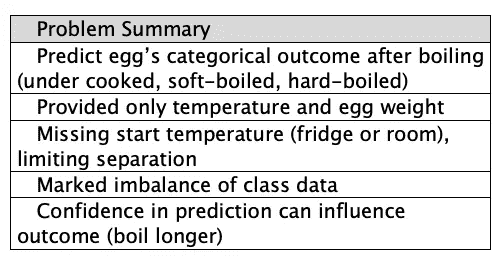 Problem Summary
Predict egg's categorical outcome after boiling
(under cooked, soft-boiled, hard-boiled)
Provided only temperature and egg weight
Missing start temperature (fridge or room),
limiting separation
Marked imbalance of class data
Confidence in prediction can influence
outcome (boil longer)